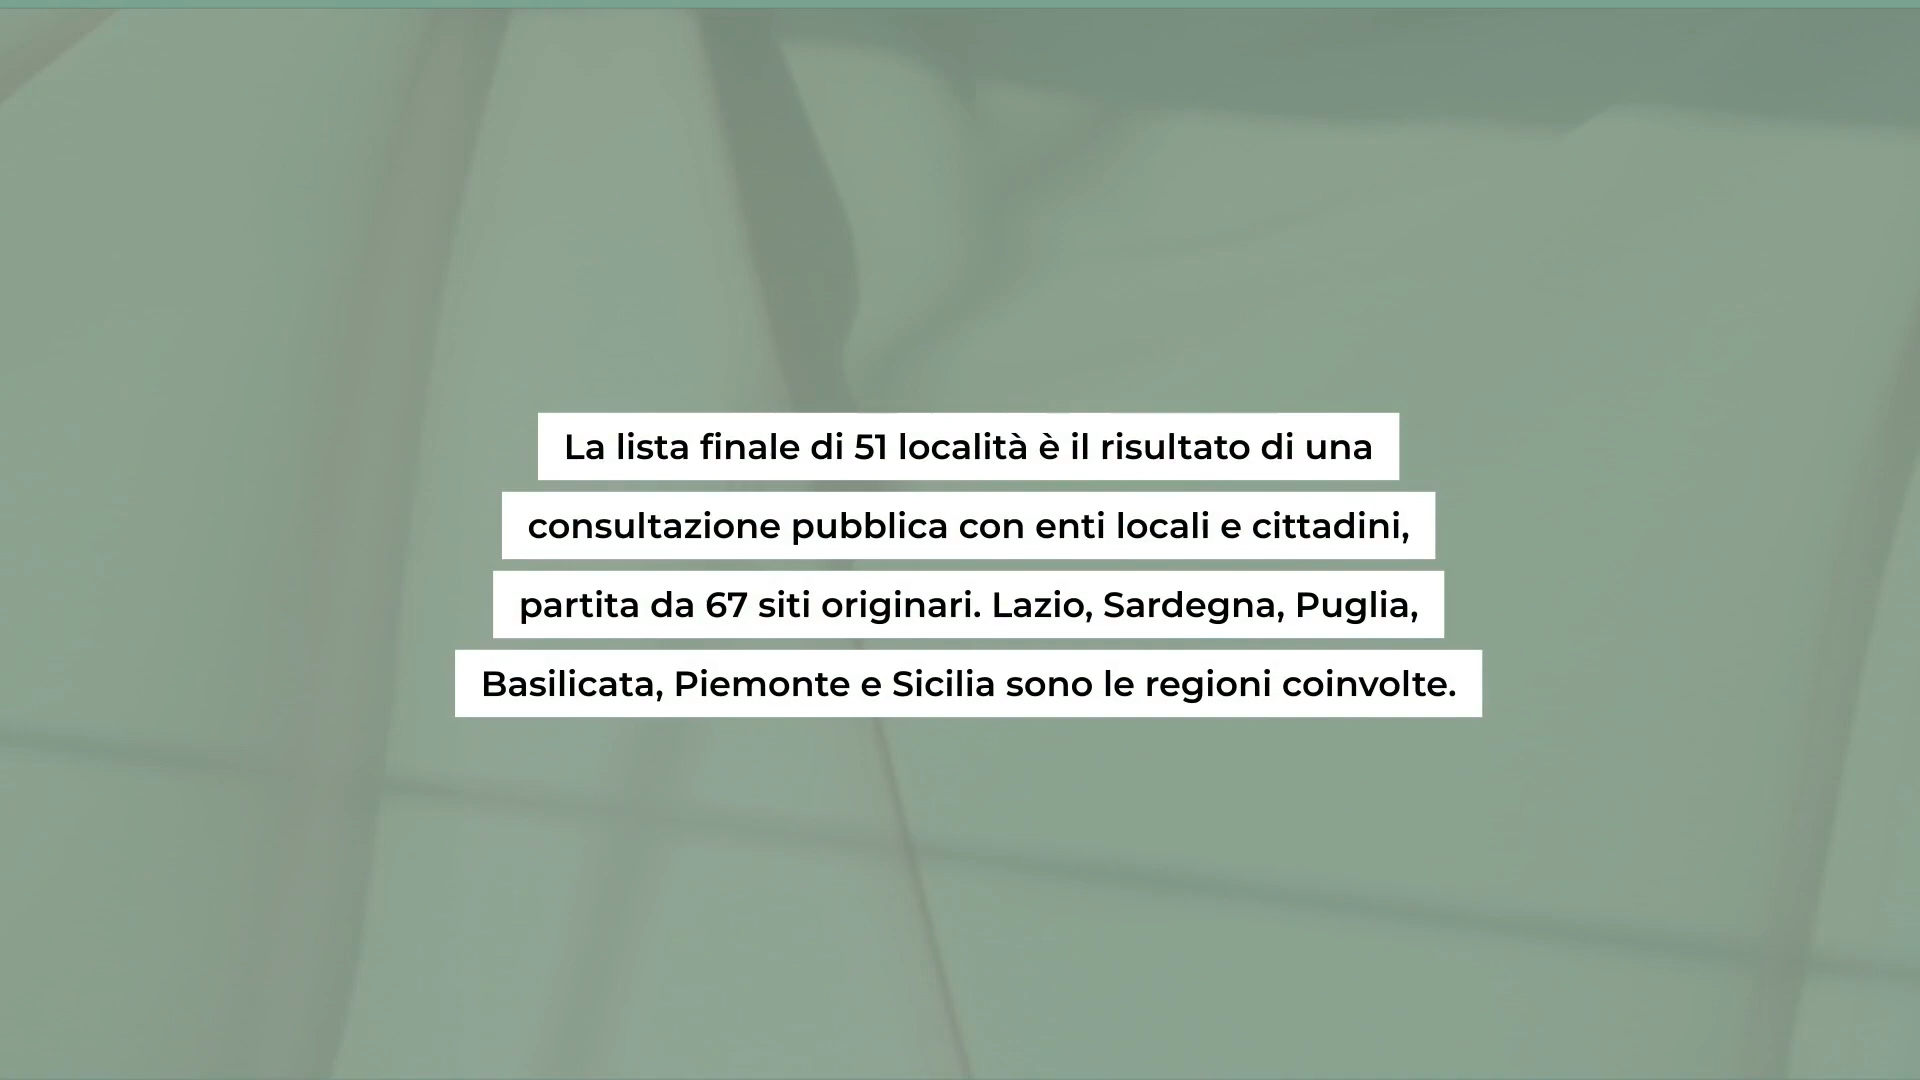 La lista finale di 51 località è il risultato di una
consultazione pubblica con enti locali e cittadini,
partita da 67 siti originari. Lazio, Sardegna, Puglia,
Basilicata, Piemonte e Sicilia sono le regioni coinvolte.